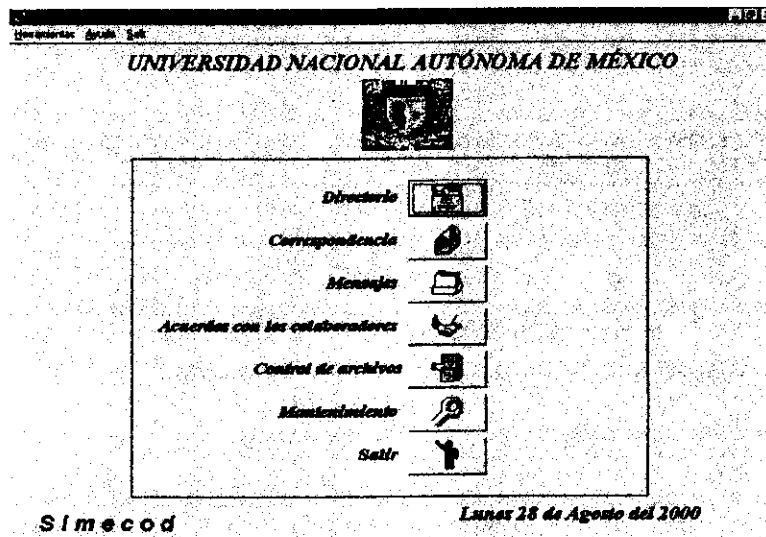 Herramientas Ayuda Salir
UNIVERSIDAD NACIONAL AUTÓNOMA DE MÉXICO
Directorio
Correspondencia
Mensajes
Acuerdos con los colaboradores
Control de archivos
Mantenimiento
Salir
Simecod
Lunes 28 de Agosto del 2000